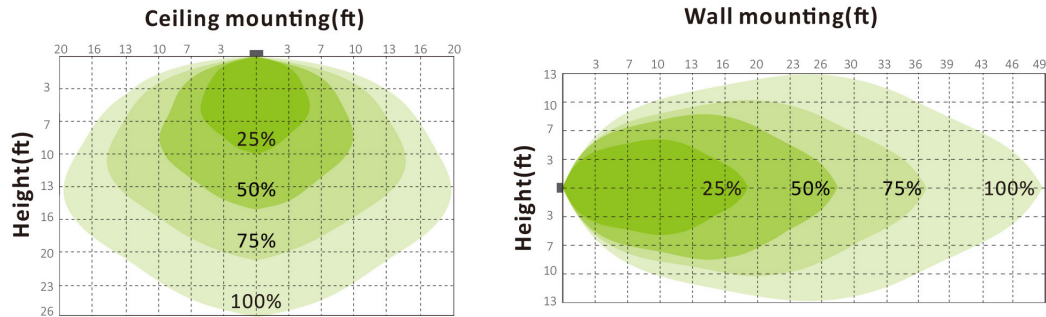 Ceiling mounting(ft)
20 16 13 10 7 3 3 7 10 13 16 20
Height(ft)
3
7
10
13
16
20
23
26
25%
50%
75%
100%
Wall mounting(ft)
3 7 10 13 16 20 23 26 29 33 36 39 43 46 49
Height(ft)
13
10
7
3
3
7
10
13
25% 50% 75% 100%